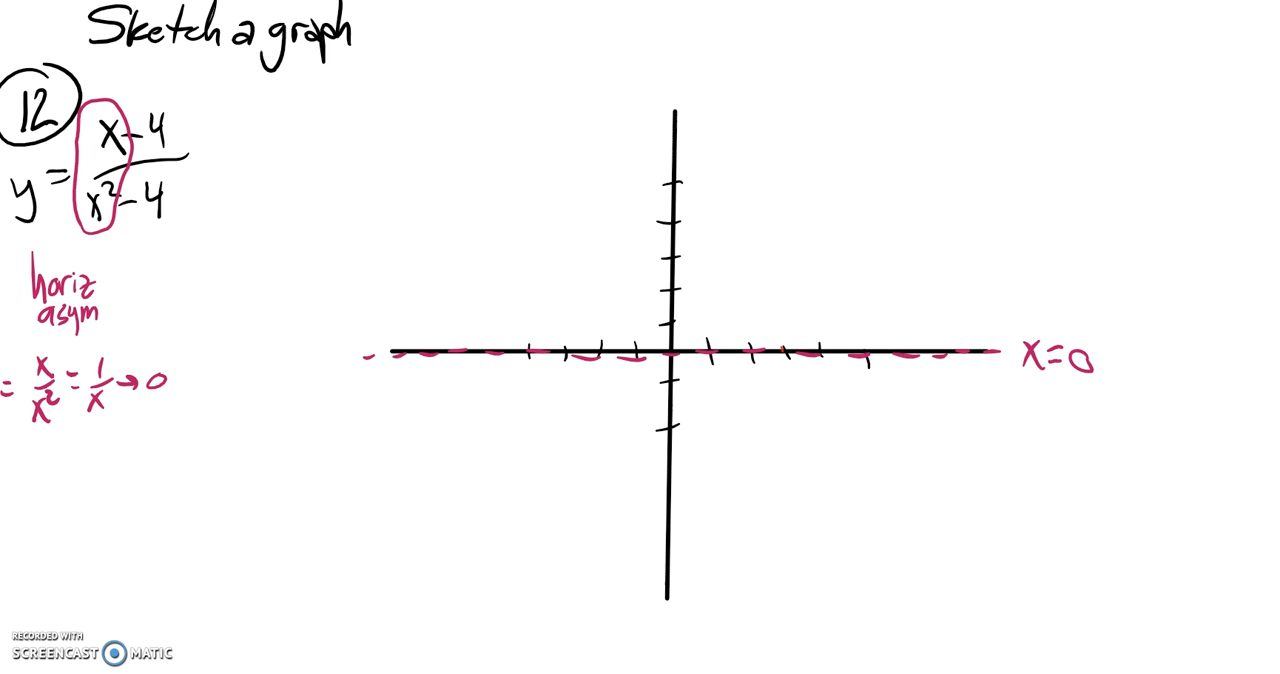 Sketch a graph
12
y = x-4
x²-4
horiz
asym
= x/x² = 1/x → 0
x=0
RECORDED WITH
SCREENCAST MATIC